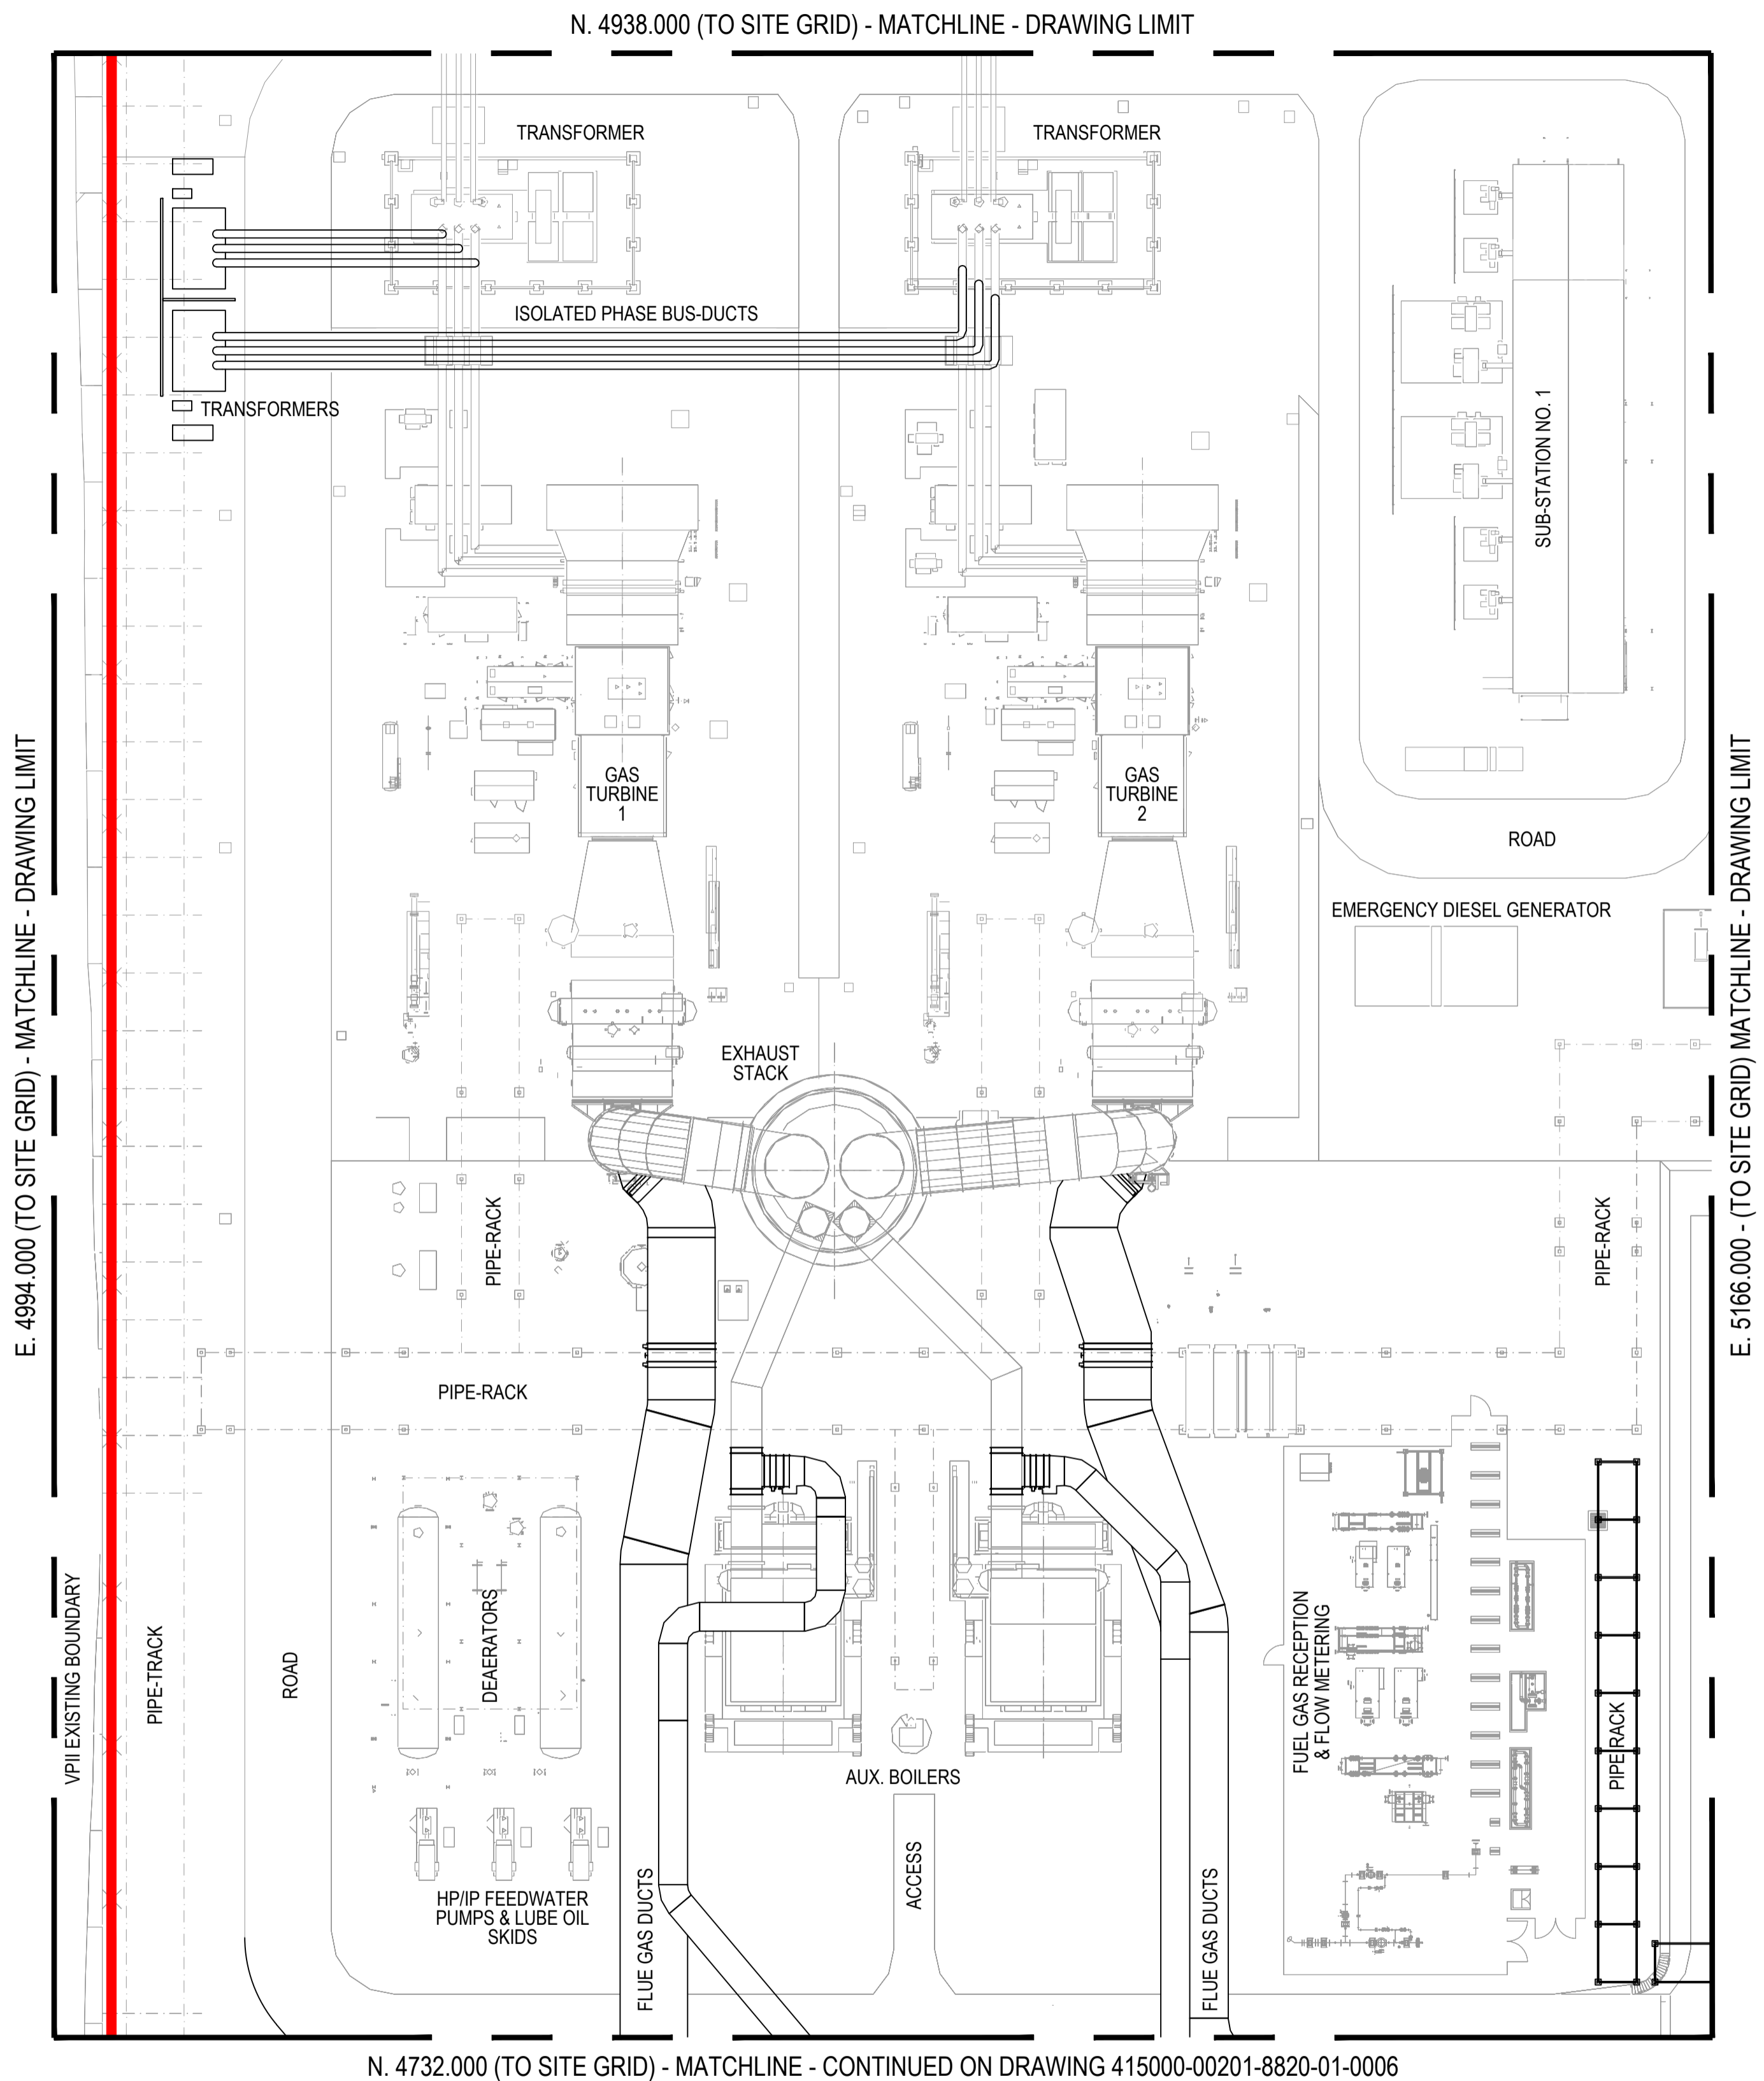 N. 4938.000 (TO SITE GRID) - MATCHLINE - DRAWING LIMIT
TRANSFORMER
TRANSFORMER
ISOLATED PHASE BUS-DUCTS
TRANSFORMERS
SUB-STATION NO. 1
GAS
TURBINE
1
GAS
TURBINE
2
ROAD
EMERGENCY DIESEL GENERATOR
E. 4994.000 (TO SITE GRID) - MATCHLINE - DRAWING LIMIT
E. 5166.000 - (TO SITE GRID) MATCHLINE - DRAWING LIMIT
EXHAUST
STACK
PIPE-RACK
PIPE-RACK
PIPE-RACK
VPII EXISTING BOUNDARY
PIPE-TRACK
ROAD
DEAERATORS
FUEL GAS RECEPTION
& FLOW METERING
PIPERACK
AUX. BOILERS
HP/IP FEEDWATER
PUMPS & LUBE OIL
SKIDS
FLUE GAS DUCTS
ACCESS
FLUE GAS DUCTS
N. 4732.000 (TO SITE GRID) - MATCHLINE - CONTINUED ON DRAWING 415000-00201-8820-01-0006